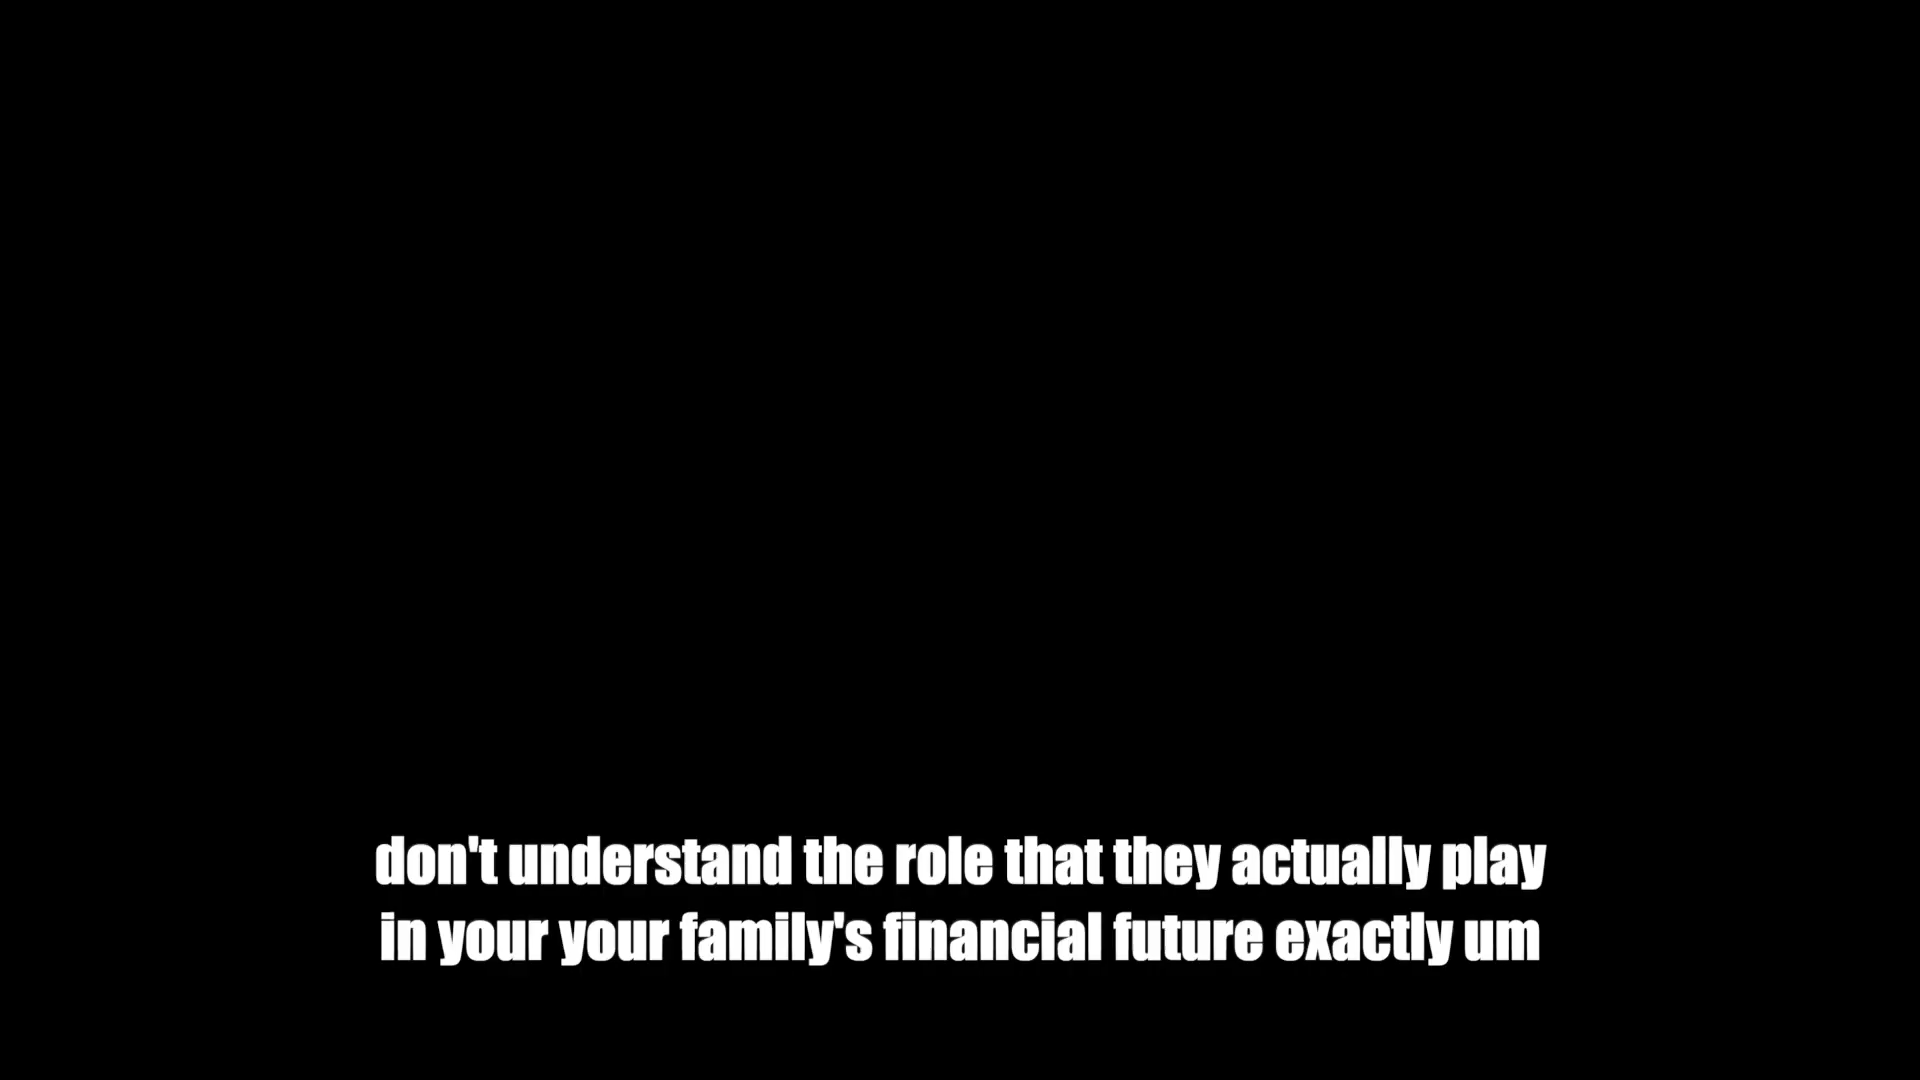 don't understand the role that they actually play
in your your family's financial future exactly um